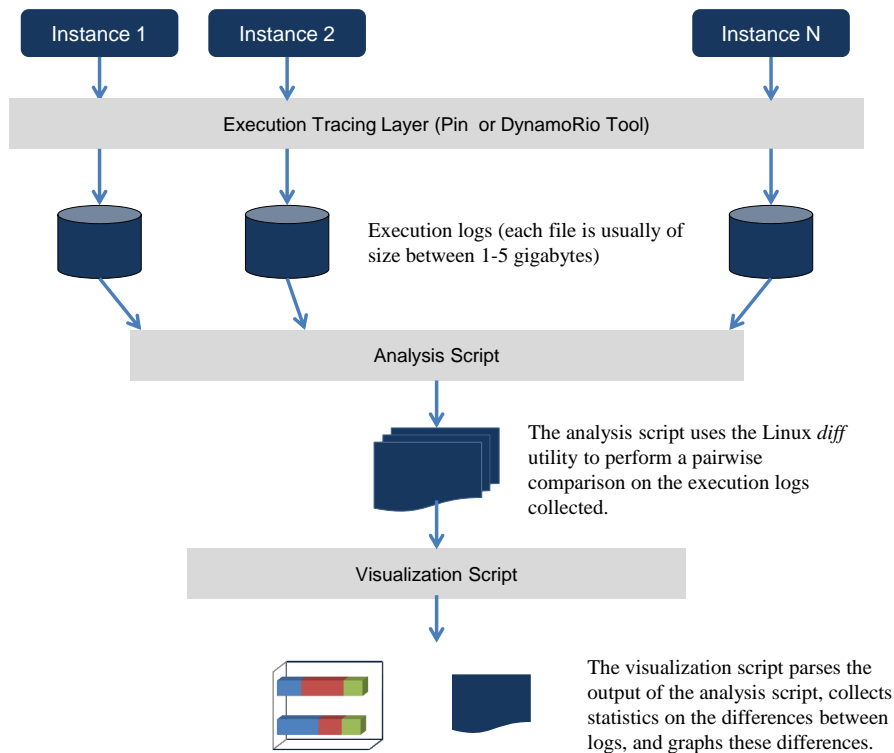 Instance 1
Instance 2
Instance N
Execution Tracing Layer (Pin or DynamoRio Tool)
Execution logs (each file is usually of
size between 1-5 gigabytes)
Analysis Script
The analysis script uses the Linux diff
utility to perform a pairwise
comparison on the execution logs
collected.
Visualization Script
The visualization script parses the
output of the analysis script, collects
statistics on the differences between
logs, and graphs these differences.